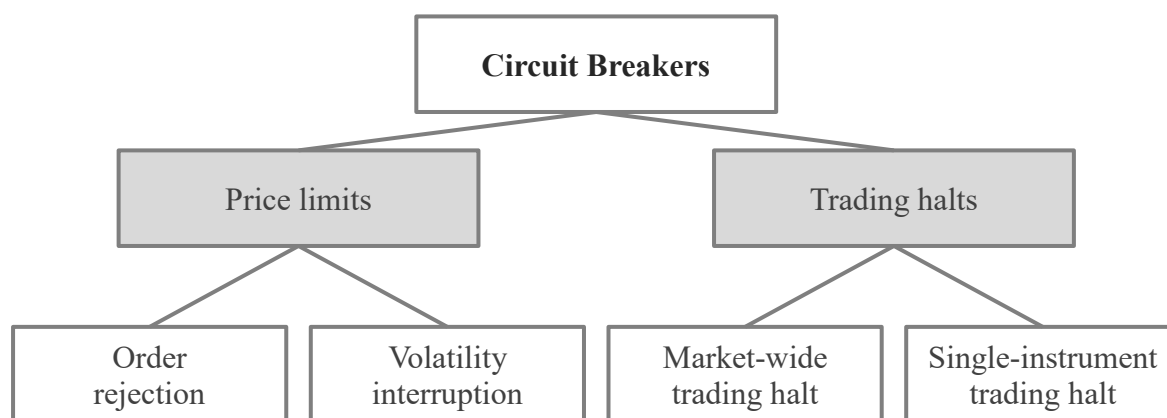 Circuit Breakers
Price limits
Trading halts
Order
rejection
Volatility
interruption
Market-wide
trading halt
Single-instrument
trading halt